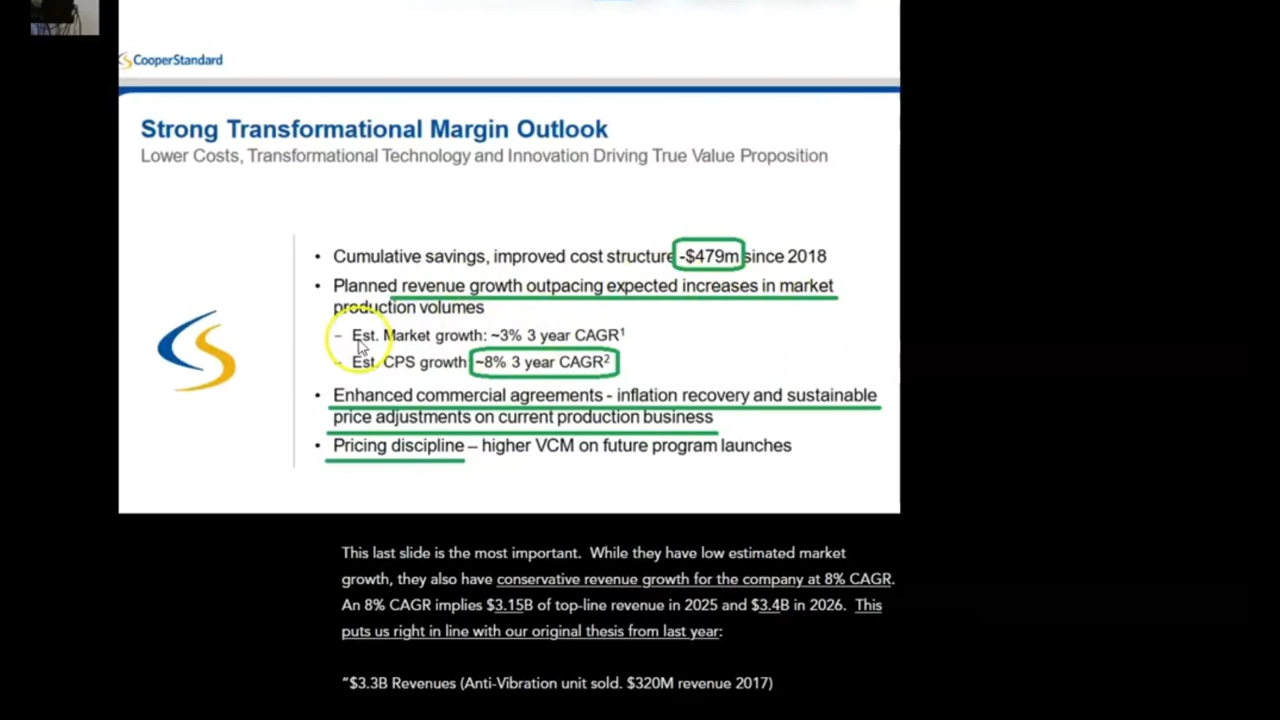 CooperStandard
Strong Transformational Margin Outlook
Lower Costs, Transformational Technology and Innovation Driving True Value Proposition
• Cumulative savings, improved cost structure -$479m since 2018
• Planned revenue growth outpacing expected increases in market
production volumes
– Est. Market growth: ~3% 3 year CAGR¹
- Est. CPS growth ~8% 3 year CAGR²
• Enhanced commercial agreements - inflation recovery and sustainable
price adjustments on current production business
• Pricing discipline – higher VCM on future program launches
This last slide is the most important. While they have low estimated market
growth, they also have conservative revenue growth for the company at 8% CAGR.
An 8% CAGR implies $3.15B of top-line revenue in 2025 and $3.4B in 2026. This
puts us right in line with our original thesis from last year:
"$3.3B Revenues (Anti-Vibration unit sold. $320M revenue 2017)